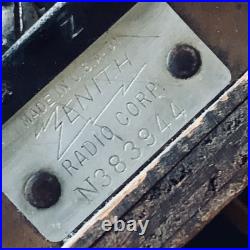 MADE IN U.S.A.
ZENITH
RADIO CORP.
N383944